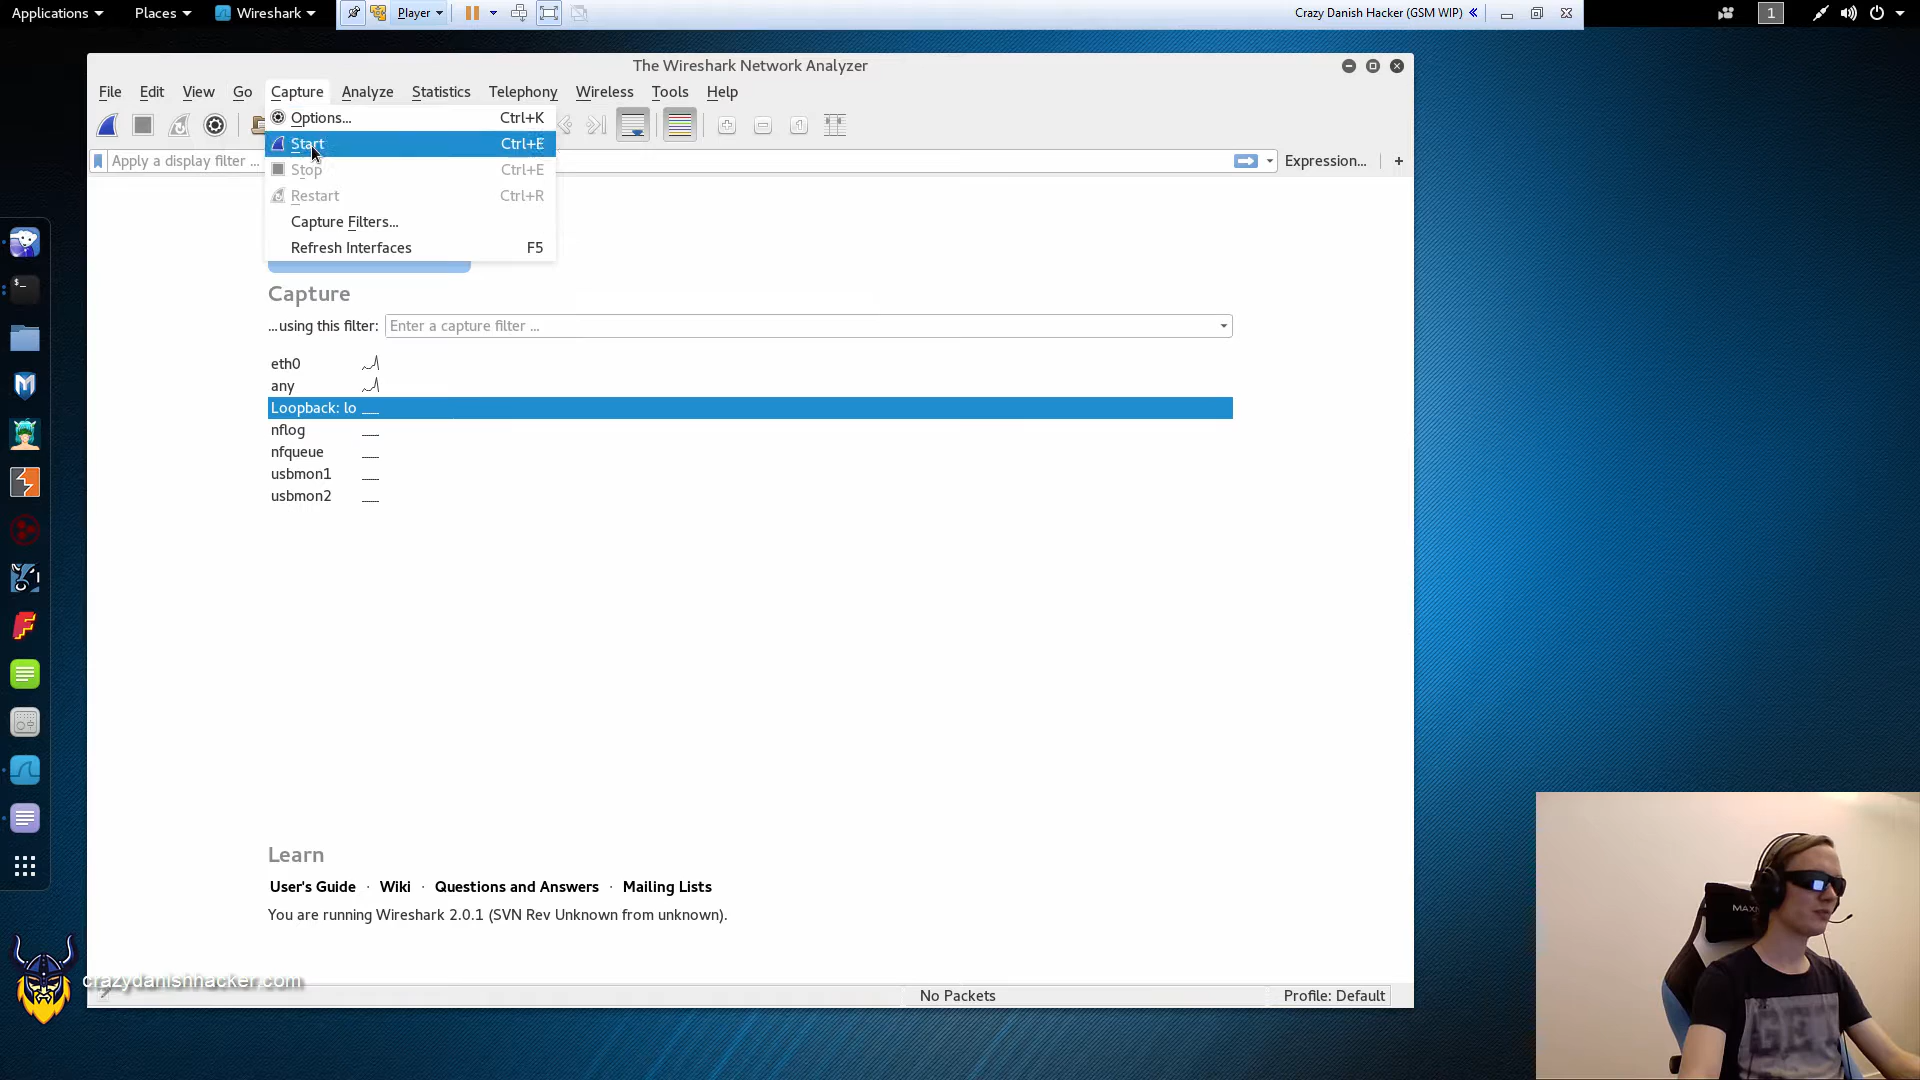 Applications Places Wireshark Player Crazy Danish Hacker (GSM WIP) 1
The Wireshark Network Analyzer
File Edit View Go Capture Analyze Statistics Telephony Wireless Tools Help
Options... Ctrl+K
Start Ctrl+E
Apply a display filter ... Expression... +
Stop Ctrl+E
Restart Ctrl+R
Capture Filters...
Refresh Interfaces F5
Capture
...using this filter: Enter a capture filter ...
eth0
any
Loopback: lo
nflog
nfqueue
usbmon1
usbmon2
Learn
User's Guide · Wiki · Questions and Answers · Mailing Lists
You are running Wireshark 2.0.1 (SVN Rev Unknown from unknown).
crazydanishhacker.com
No Packets Profile: Default